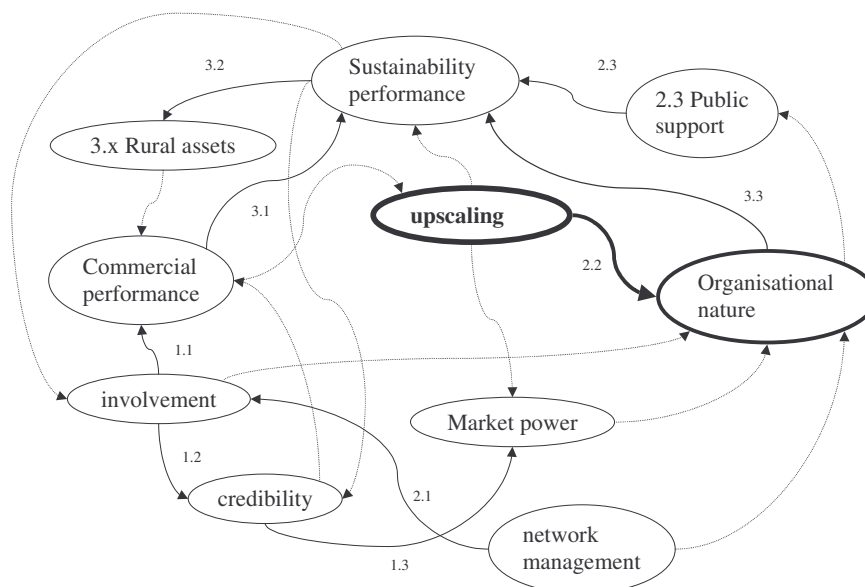 3.2
Sustainability
performance
2.3
2.3 Public
support
3.x Rural assets
3.1
upscaling
3.3
2.2
Commercial
performance
Organisational
nature
1.1
involvement
Market power
1.2
credibility
2.1
1.3
network
management